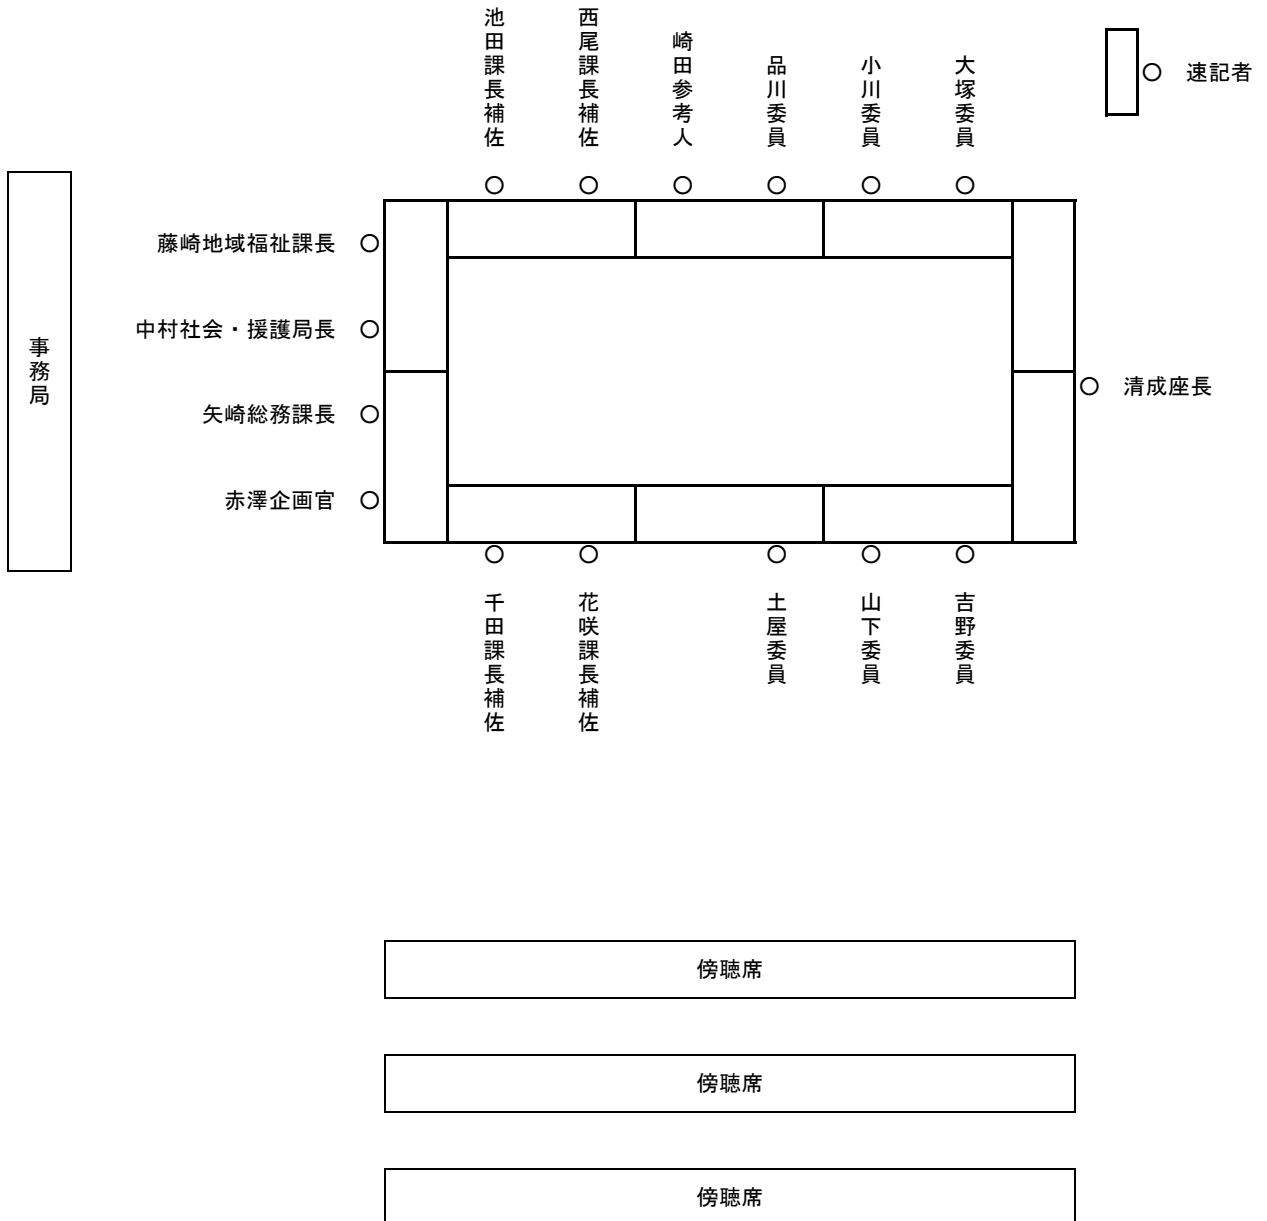 池田課長補佐
西尾課長補佐
崎田参考人
品川委員
小川委員
大塚委員
速記者
事務局
藤崎地域福祉課長
中村社会・援護局長
矢崎総務課長
赤澤企画官
清成座長
千田課長補佐
花咲課長補佐
土屋委員
山下委員
吉野委員
傍聴席
傍聴席
傍聴席